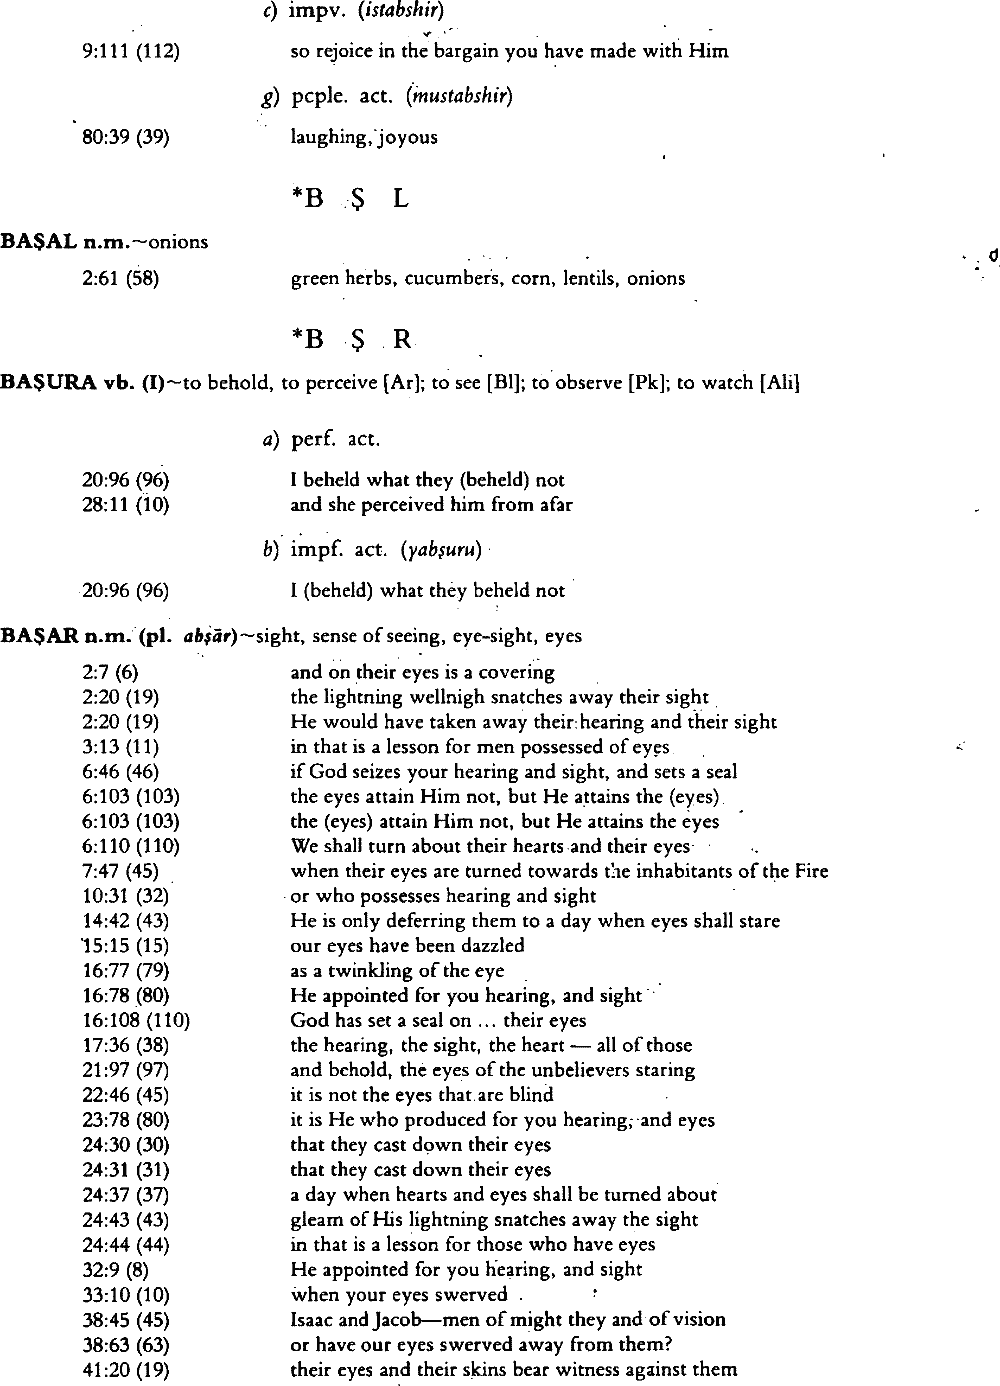 c) impv. (istabshir)
9:111 (112) so rejoice in the bargain you have made with Him
g) pcple. act. (mustabshir)
80:39 (39) laughing, joyous
*B Ṣ L
BAṢAL n.m.~onions
2:61 (58) green herbs, cucumbers, corn, lentils, onions
*B Ṣ R
BAṢURA vb. (I)~to behold, to perceive [Ar]; to see [Bl]; to observe [Pk]; to watch [Ali]
a) perf. act.
20:96 (96) I beheld what they (beheld) not
28:11 (10) and she perceived him from afar
b) impf. act. (yabṣuru)
20:96 (96) I (beheld) what they beheld not
BAṢAR n.m. (pl. abṣār)~sight, sense of seeing, eye-sight, eyes
2:7 (6) and on their eyes is a covering
2:20 (19) the lightning wellnigh snatches away their sight
2:20 (19) He would have taken away their hearing and their sight
3:13 (11) in that is a lesson for men possessed of eyes
6:46 (46) if God seizes your hearing and sight, and sets a seal
6:103 (103) the eyes attain Him not, but He attains the (eyes)
6:103 (103) the (eyes) attain Him not, but He attains the eyes
6:110 (110) We shall turn about their hearts and their eyes
7:47 (45) when their eyes are turned towards the inhabitants of the Fire
10:31 (32) or who possesses hearing and sight
14:42 (43) He is only deferring them to a day when eyes shall stare
15:15 (15) our eyes have been dazzled
16:77 (79) as a twinkling of the eye
16:78 (80) He appointed for you hearing, and sight
16:108 (110) God has set a seal on ... their eyes
17:36 (38) the hearing, the sight, the heart — all of those
21:97 (97) and behold, the eyes of the unbelievers staring
22:46 (45) it is not the eyes that are blind
23:78 (80) it is He who produced for you hearing, and eyes
24:30 (30) that they cast down their eyes
24:31 (31) that they cast down their eyes
24:37 (37) a day when hearts and eyes shall be turned about
24:43 (43) gleam of His lightning snatches away the sight
24:44 (44) in that is a lesson for those who have eyes
32:9 (8) He appointed for you hearing, and sight
33:10 (10) when your eyes swerved
38:45 (45) Isaac and Jacob—men of might they and of vision
38:63 (63) or have our eyes swerved away from them?
41:20 (19) their eyes and their skins bear witness against them